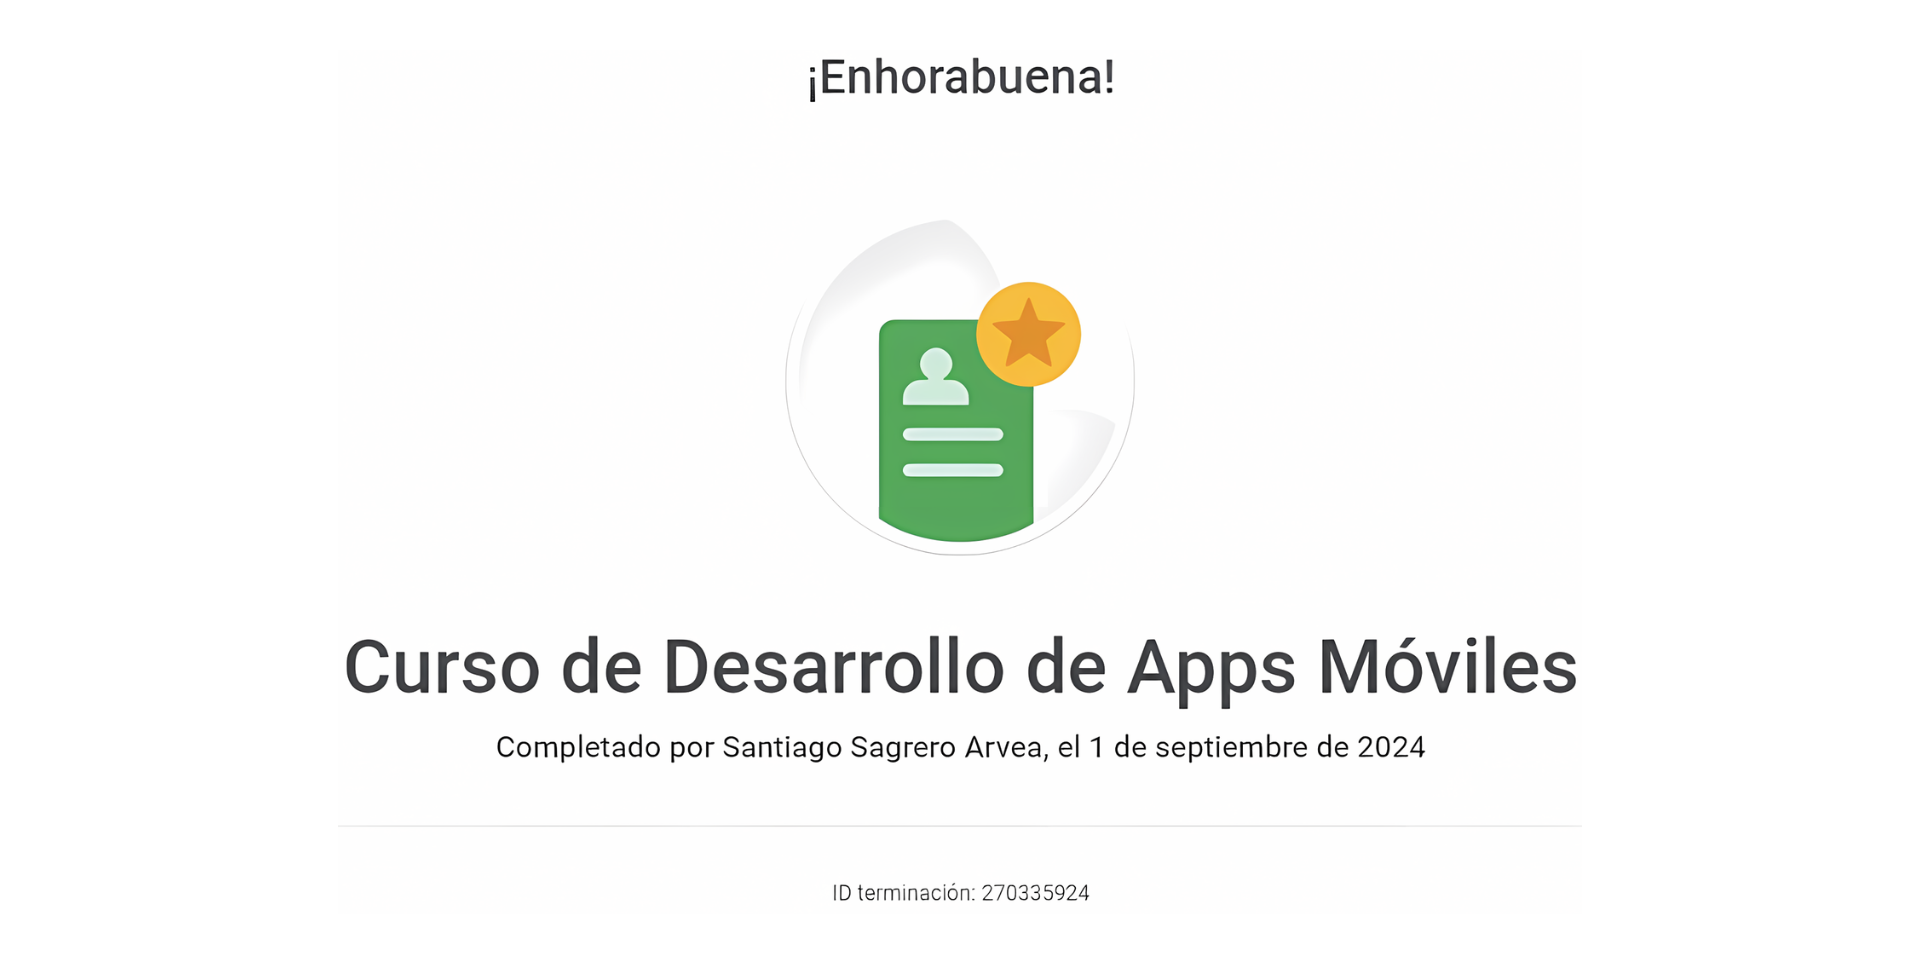 ¡Enhorabuena!
Curso de Desarrollo de Apps Móviles
Completado por Santiago Sagrero Arvea, el 1 de septiembre de 2024
ID terminación: 270335924